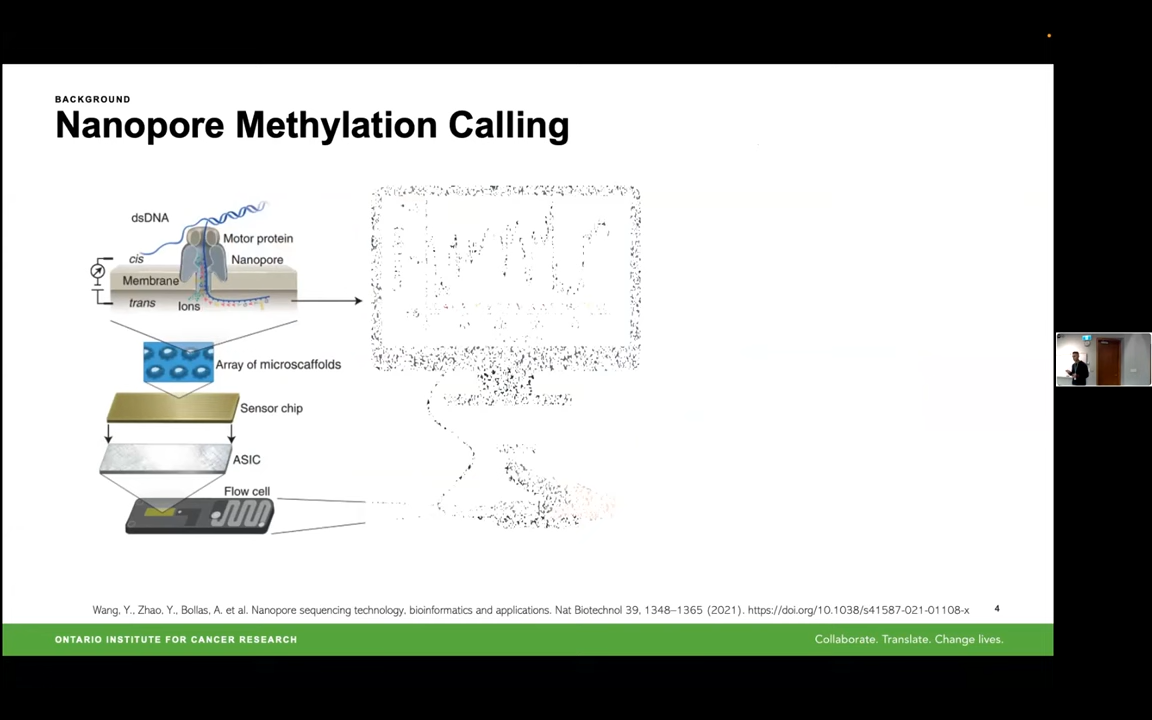 BACKGROUND
Nanopore Methylation Calling
dsDNA
Motor protein
cis
Nanopore
Membrane
trans
Ions
Array of microscaffolds
Sensor chip
ASIC
Flow cell
Wang, Y., Zhao, Y., Bollas, A. et al. Nanopore sequencing technology, bioinformatics and applications. Nat Biotechnol 39, 1348–1365 (2021). https://doi.org/10.1038/s41587-021-01108-x
4
ONTARIO INSTITUTE FOR CANCER RESEARCH
Collaborate. Translate. Change lives.